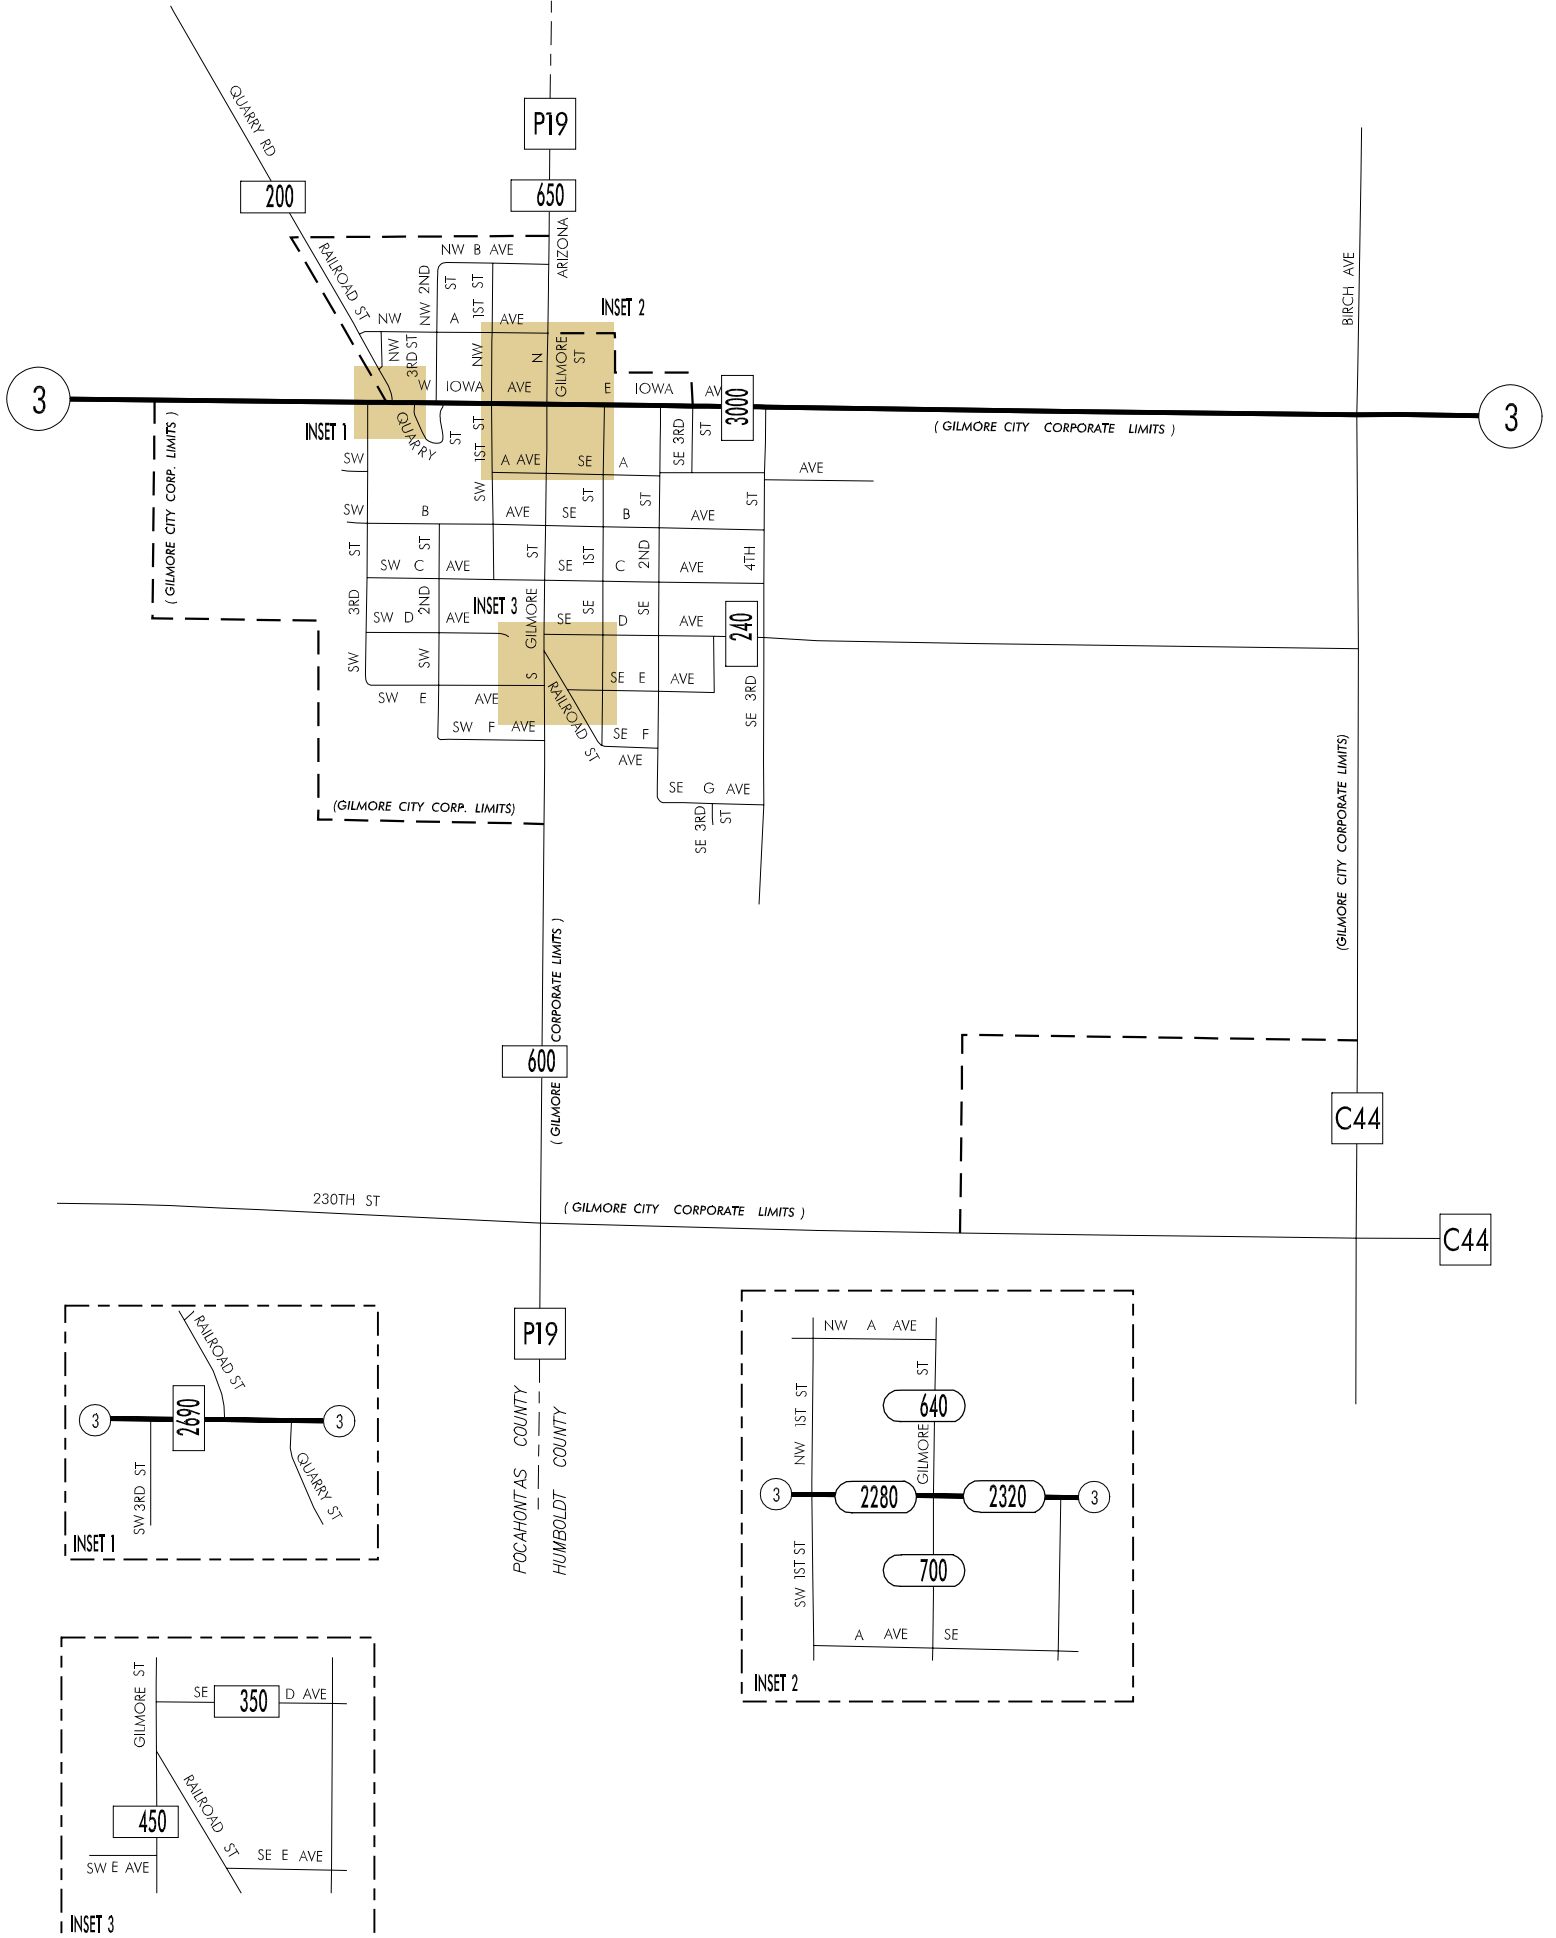 P19
QUARRY RD
200
650
ARIZONA
RAILROAD ST
NW B AVE
NW 2ND ST
1ST ST
NW A AVE
INSET 2
BIRCH AVE
NW 3RD ST
NW
N GILMORE ST
3
W IOWA AVE
E IOWA AV
3000
3
( GILMORE CITY CORPORATE LIMITS )
INSET 1
QUARRY ST
SW 1ST ST
SE 3RD ST
( GILMORE CITY CORP. LIMITS )
SW A AVE
SE A AVE
SW B AVE
SE B AVE
SW C AVE
SE C AVE
SW 3RD ST
SW 2ND ST
S GILMORE ST
SE 1ST ST
SE 2ND ST
4TH ST
INSET 3
SW D AVE
SE D AVE
240
SW E AVE
SE E AVE
SE 3RD
RAILROAD ST
SW F AVE
SE F AVE
SE G AVE
SE 3RD ST
(GILMORE CITY CORP. LIMITS)
(GILMORE CITY CORPORATE LIMITS)
( GILMORE CORPORATE LIMITS )
600
C44
230TH ST
( GILMORE CITY CORPORATE LIMITS )
C44
P19
POCAHONTAS COUNTY
HUMBOLDT COUNTY
RAILROAD ST
3
2690
3
SW 3RD ST
QUARRY ST
INSET 1
NW A AVE
NW 1ST ST
GILMORE ST
640
3
2280
2320
3
SW 1ST ST
700
A AVE SE
INSET 2
GILMORE ST
SE 350 D AVE
RAILROAD ST
450
SW E AVE
SE E AVE
INSET 3